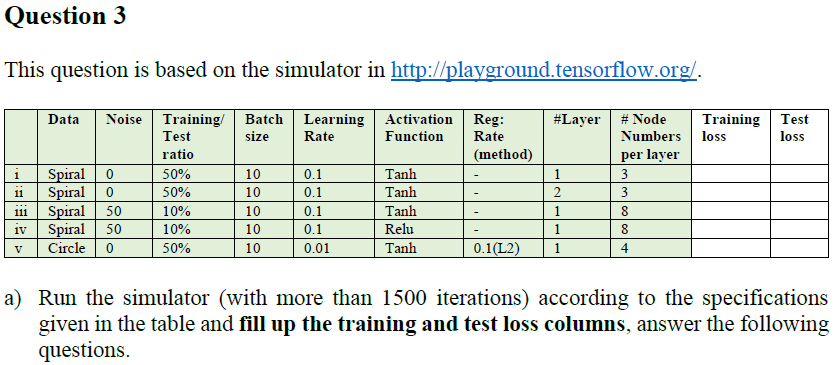 Question 3
This question is based on the simulator in http://playground.tensorflow.org/.
Data Noise Training/ Test ratio Batch size Learning Rate Activation Function Reg: Rate (method) #Layer # Node Numbers per layer Training loss Test loss
i Spiral 0 50% 10 0.1 Tanh - 1 3
ii Spiral 0 50% 10 0.1 Tanh - 2 3
iii Spiral 50 10% 10 0.1 Tanh - 1 8
iv Spiral 50 10% 10 0.1 Relu - 1 8
v Circle 0 50% 10 0.01 Tanh 0.1(L2) 1 4
a) Run the simulator (with more than 1500 iterations) according to the specifications
given in the table and fill up the training and test loss columns, answer the following
questions.